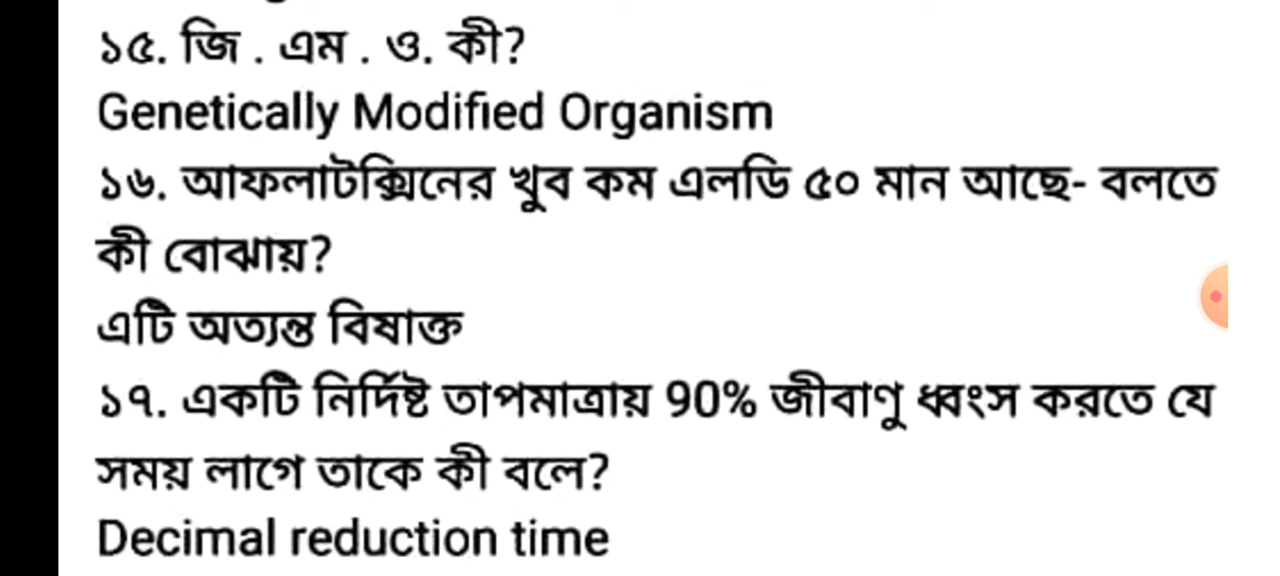 ১৫. জি . এম . ও. কী?
Genetically Modified Organism
১৬. আফলাটক্সিনের খুব কম এলডি ৫০ মান আছে- বলতে
কী বোঝায়?
এটি অত্যন্ত বিষাক্ত
১৭. একটি নির্দিষ্ট তাপমাত্রায় 90% জীবাণু ধ্বংস করতে যে
সময় লাগে তাকে কী বলে?
Decimal reduction time